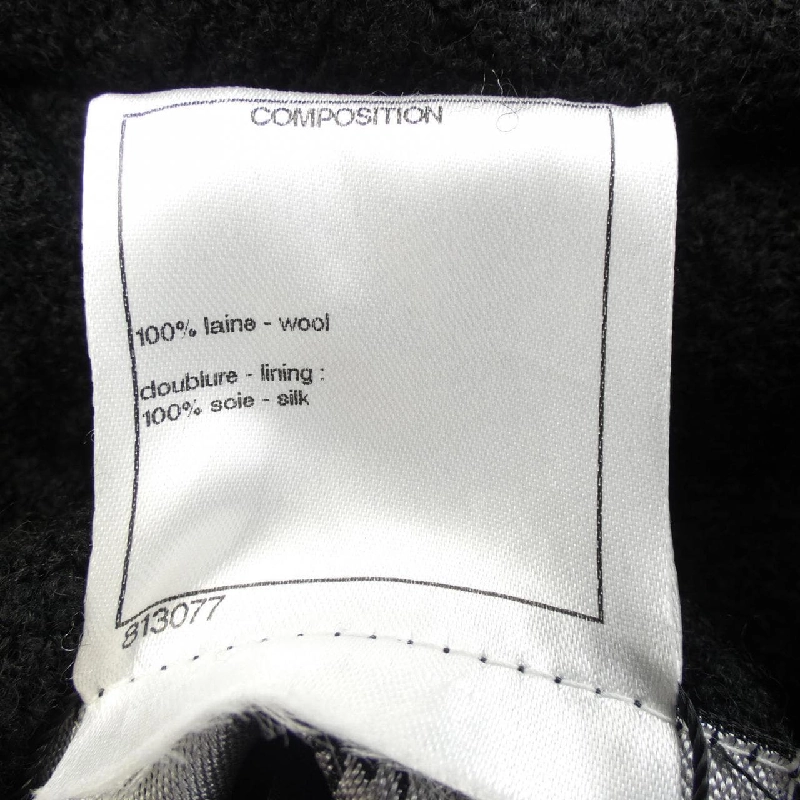 COMPOSITION
100% laine - wool
doublure - lining :
100% soie - silk
813077